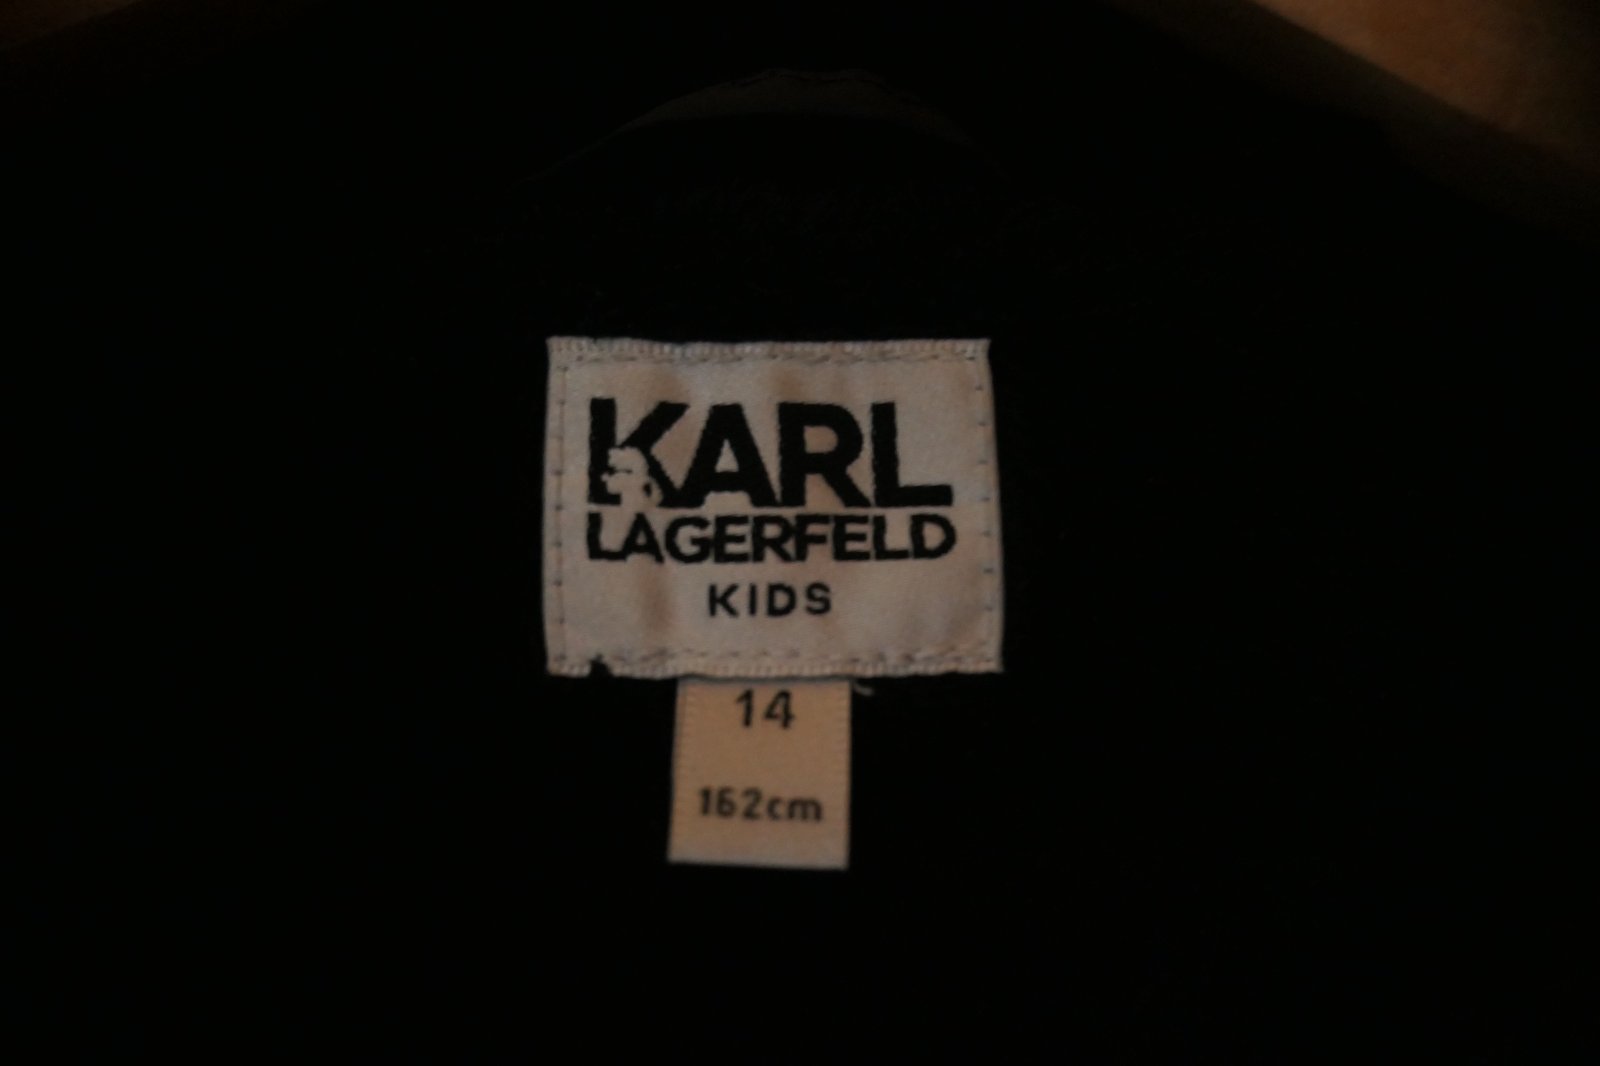 KARL
LAGERFELD
KIDS
14
162cm